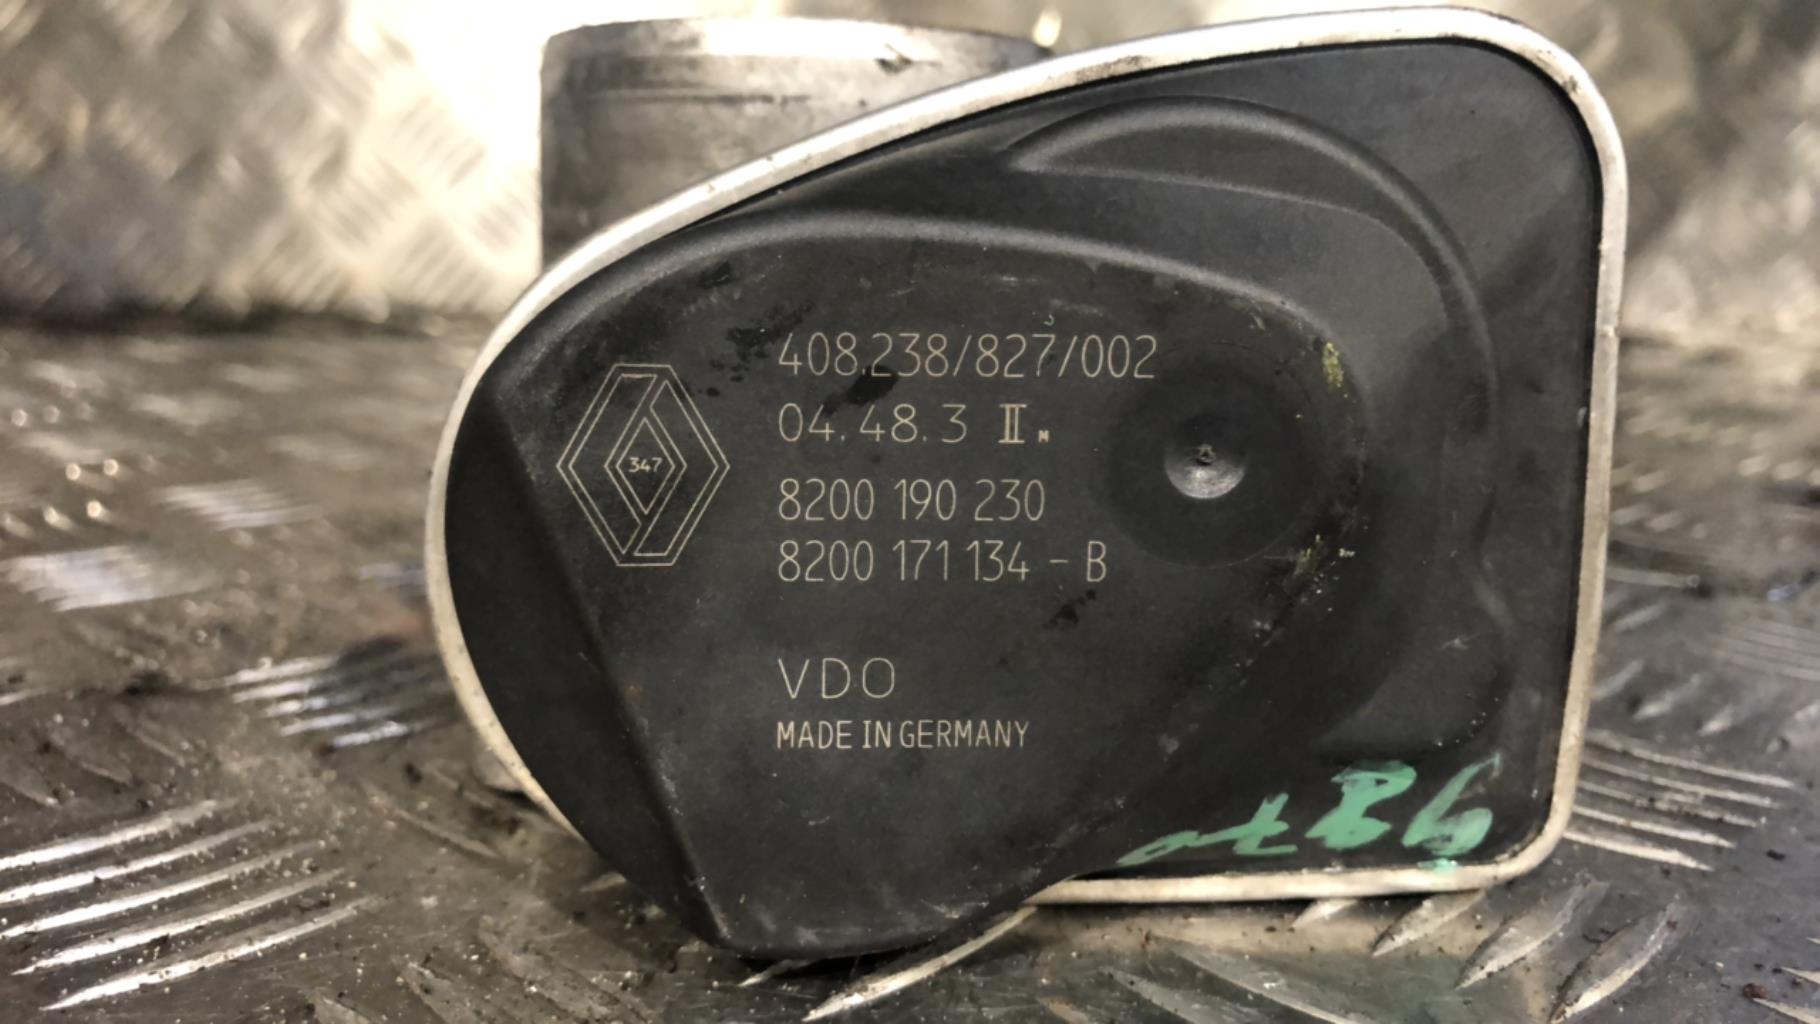 408.238/827/002
04.48.3 II M
347
8200 190 230
8200 171 134 - B
VDO
MADE IN GERMANY